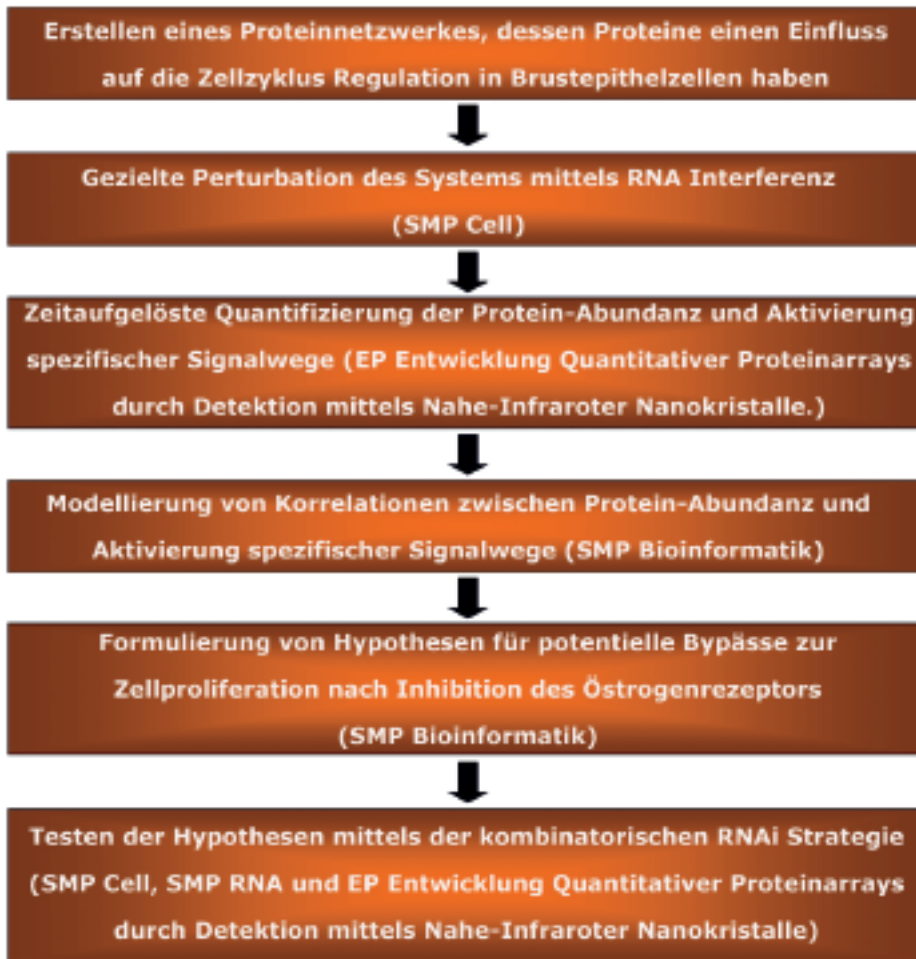 Erstellen eines Proteinnetzwerkes, dessen Proteine einen Einfluss
auf die Zellzyklus Regulation in Brustepithelzellen haben
Gezielte Perturbation des Systems mittels RNA Interferenz
(SMP Cell)
Zeitaufgelöste Quantifizierung der Protein-Abundanz und Aktivierung
spezifischer Signalwege (EP Entwicklung Quantitativer Proteinarrays
durch Detektion mittels Nahe-Infraroter Nanokristalle.)
Modellierung von Korrelationen zwischen Protein-Abundanz und
Aktivierung spezifischer Signalwege (SMP Bioinformatik)
Formulierung von Hypothesen für potentielle Bypässe zur
Zellproliferation nach Inhibition des Östrogenrezeptors
(SMP Bioinformatik)
Testen der Hypothesen mittels der kombinatorischen RNAi Strategie
(SMP Cell, SMP RNA und EP Entwicklung Quantitativer Proteinarrays
durch Detektion mittels Nahe-Infraroter Nanokristalle)